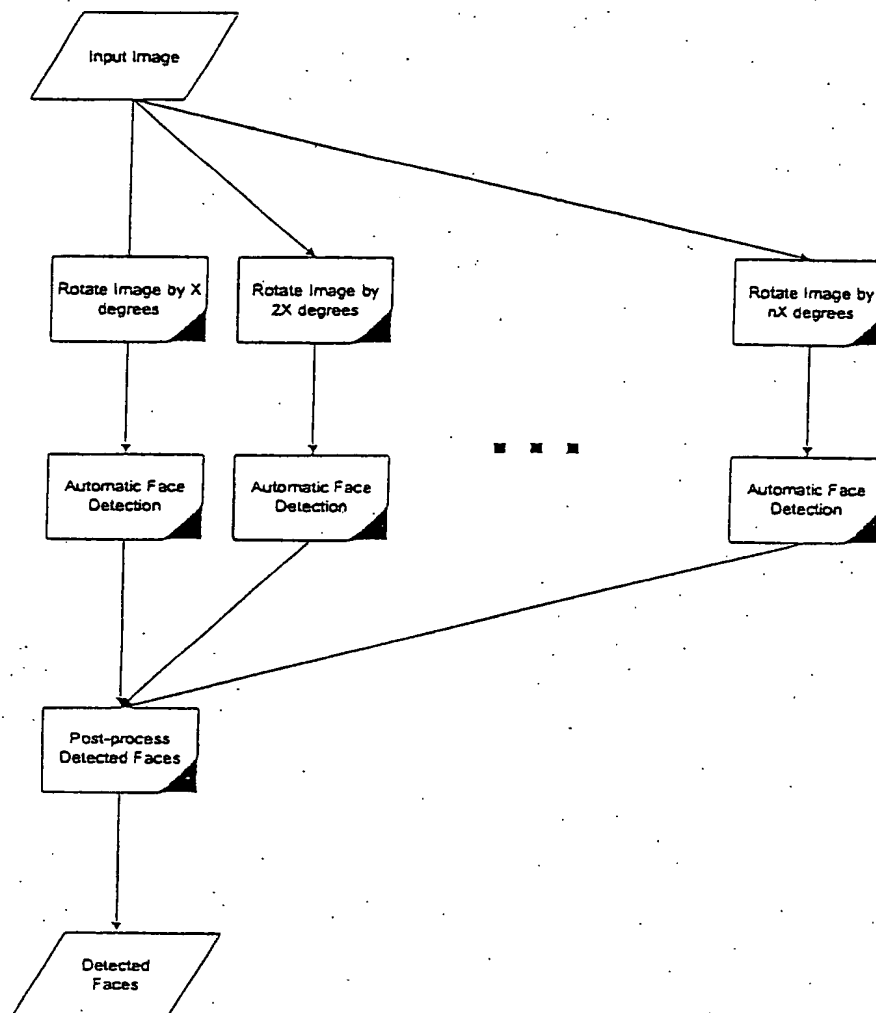 Input Image
Rotate Image by X
degrees
Rotate Image by
2X degrees
Rotate Image by
nX degrees
Automatic Face
Detection
Automatic Face
Detection
Automatic Face
Detection
Post-process
Detected Faces
Detected
Faces